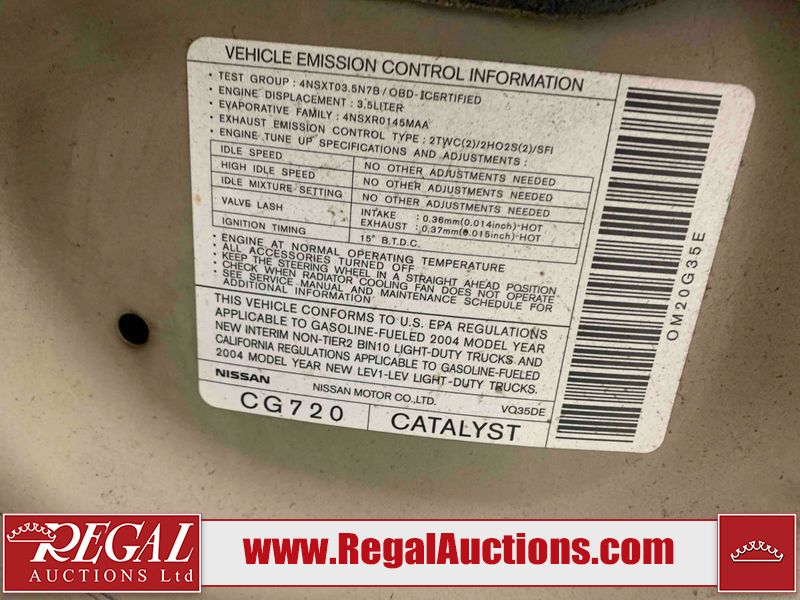 VEHICLE EMISSION CONTROL INFORMATION
• TEST GROUP : 4NSXT03.5N7B / OBD-ⅡCERTIFIED
• ENGINE DISPLACEMENT : 3.5LITER
• EVAPORATIVE FAMILY : 4NSXR0145MAA
• EXHAUST EMISSION CONTROL TYPE : 2TWC(2)/2HO2S(2)/SFI
• ENGINE TUNE UP SPECIFICATIONS AND ADJUSTMENTS :
IDLE SPEED NO OTHER ADJUSTMENTS NEEDED
HIGH IDLE SPEED NO OTHER ADJUSTMENTS NEEDED
IDLE MIXTURE SETTING NO OTHER ADJUSTMENTS NEEDED
VALVE LASH INTAKE : 0.36mm(0.014inch)-HOT
EXHAUST : 0.37mm(0.015inch)-HOT
IGNITION TIMING 15° B.T.D.C.
• ENGINE AT NORMAL OPERATING TEMPERATURE
• ALL ACCESSORIES TURNED OFF
• KEEP THE STEERING WHEEL IN A STRAIGHT AHEAD POSITION
• CHECK WHEN RADIATOR COOLING FAN DOES NOT OPERATE
• SEE SERVICE MANUAL AND MAINTENANCE SCHEDULE FOR
ADDITIONAL INFORMATION
THIS VEHICLE CONFORMS TO U.S. EPA REGULATIONS
APPLICABLE TO GASOLINE-FUELED 2004 MODEL YEAR
NEW INTERIM NON-TIER2 BIN10 LIGHT-DUTY TRUCKS AND
CALIFORNIA REGULATIONS APPLICABLE TO GASOLINE-FUELED
2004 MODEL YEAR NEW LEV1-LEV LIGHT-DUTY TRUCKS.
NISSAN NISSAN MOTOR CO.,LTD. VQ35DE
CG720 CATALYST
OM20G35E
REGAL
AUCTIONS Ltd
www.RegalAuctions.com